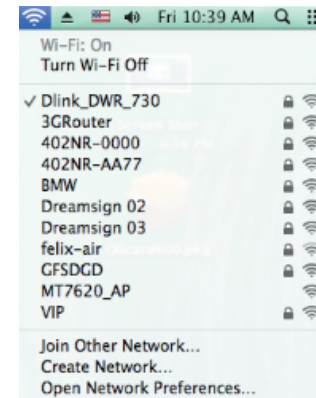 Fri 10:39 AM
Wi-Fi: On
Turn Wi-Fi Off
✓ Dlink_DWR_730
3GRouter
402NR-0000
402NR-AA77
BMW
Dreamsign 02
Dreamsign 03
felix-air
GFSDGD
MT7620_AP
VIP
Join Other Network...
Create Network...
Open Network Preferences...